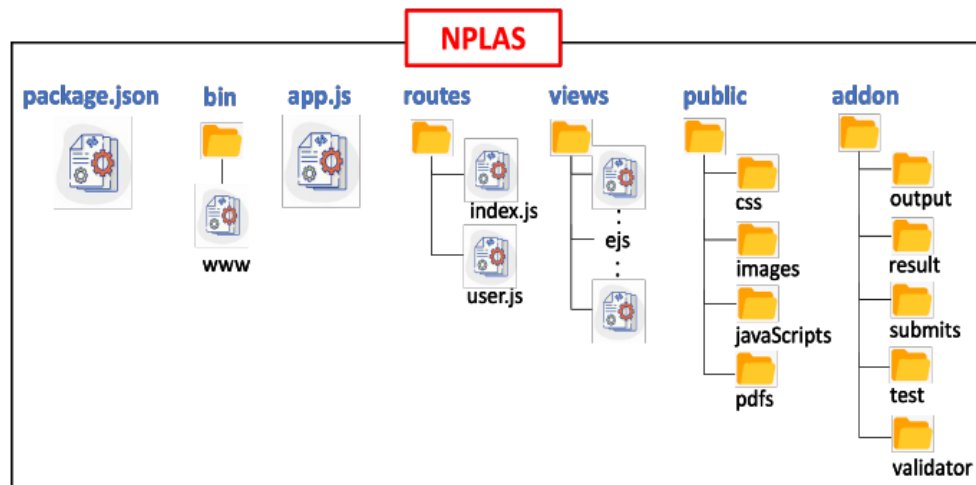 NPLAS
package.json
bin
app.js
routes
views
public
addon
www
index.js
user.js
ejs
css
images
javaScripts
pdfs
output
result
submits
test
validator